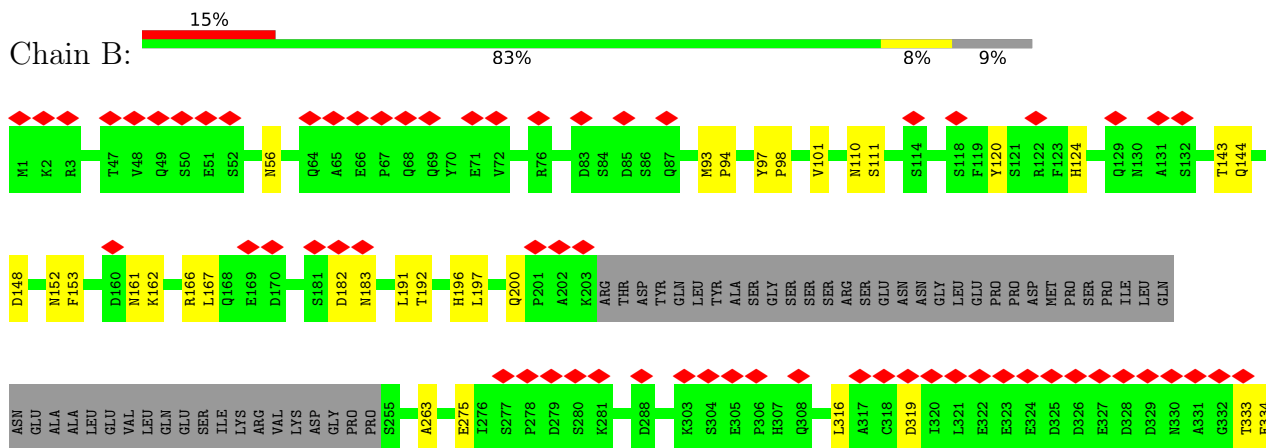 15%
Chain B:
83% 8% 9%
M1 K2 R3 T47 V48 Q49 S50 E51 S52 N56 Q64 A65 E66 P67 Q68 Q69 Y70 E71 V72 R76 D83 S84 D85 S86 Q87 M93 P94 Y97 P98 V101 N110 S111 S114 S118 F119 Y120 S121 R122 F123 H124 Q129 N130 A131 S132 T143 Q144
D148 N152 F153 D160 N161 K162 R166 L167 Q168 E169 D170 S181 D182 N183 L191 T192 H196 L197 Q200 P201 A202 K203 ARG THR ASP TYR GLN LEU TYR ALA SER GLY SER SER SER ARG SER GLU ASN ASN GLY LEU GLU PRO PRO ASP MET PRO SER PRO ILE LEU GLN
ASN GLU ALA ALA LEU GLU VAL LEU GLN GLU SER ILE LYS ARG VAL LYS ASP GLY PRO PRO S255 A263 E275 I276 S277 P278 D279 S280 K281 D288 K303 S304 E305 P306 H307 Q308 L316 A317 C318 D319 I320 L321 E322 E323 E324 D325 D326 E327 D328 D329 N330 A331 G332 T333